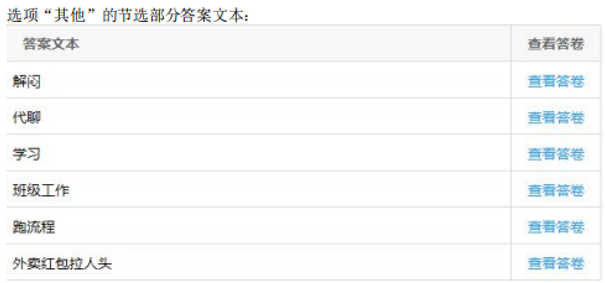 选项“其他”的节选部分答案文本：
答案文本 查看答卷
解闷 查看答卷
代聊 查看答卷
学习 查看答卷
班级工作 查看答卷
跑流程 查看答卷
外卖红包拉人头 查看答卷